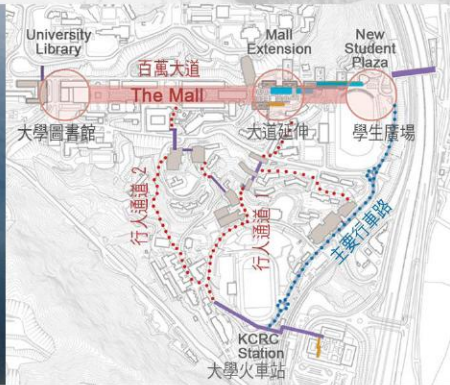 University
Library
Mall
Extension
New
Student
Plaza
百萬大道
The Mall
大學圖書館
大道延伸
學生廣場
行人通道 2
行人通道 1
主要行車路
KCRC
Station
大學火車站